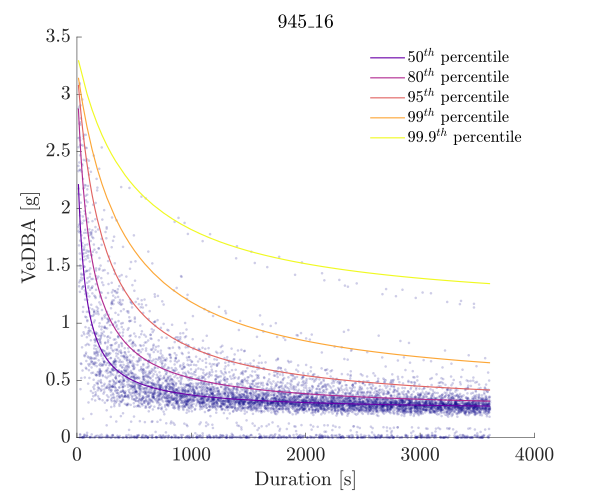 945_16
50th percentile
80th percentile
95th percentile
99th percentile
99.9th percentile
3.5
3
2.5
2
1.5
1
0.5
0
VeDBA [g]
0 1000 2000 3000 4000
Duration [s]